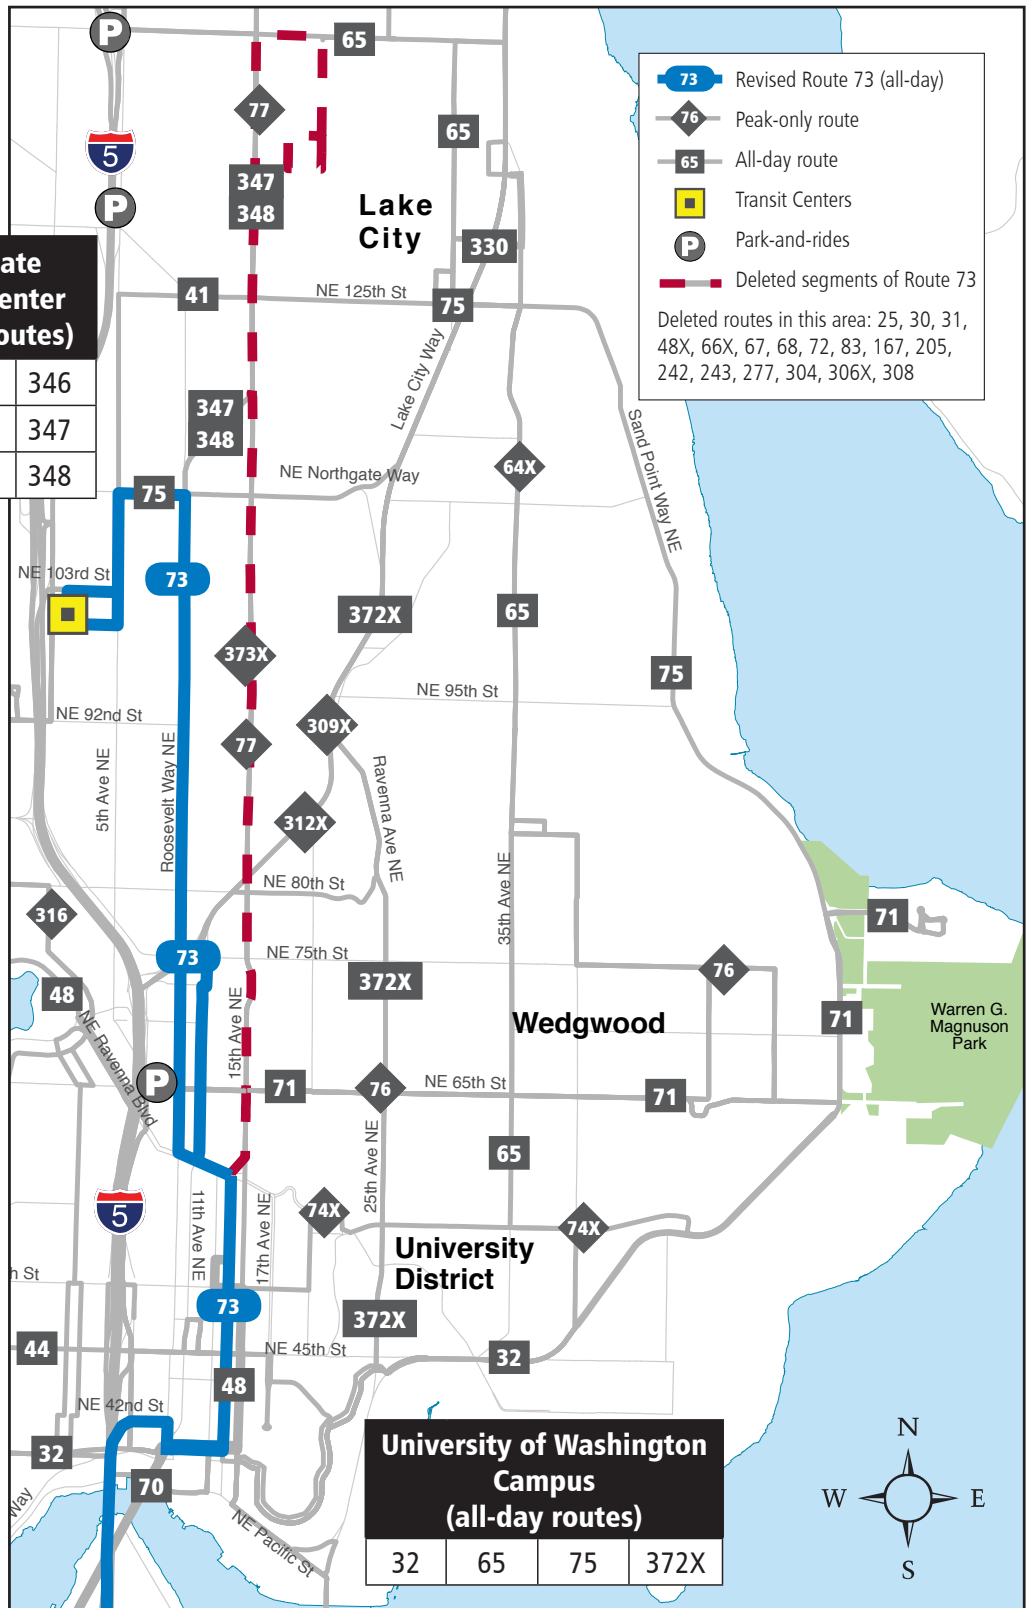 P
65
77
5
65
P
347
348
Lake
City
330
73 Revised Route 73 (all-day)
76 Peak-only route
65 All-day route
Transit Centers
P Park-and-rides
Deleted segments of Route 73
Deleted routes in this area: 25, 30, 31,
48X, 66X, 67, 68, 72, 83, 167, 205,
242, 243, 277, 304, 306X, 308
ate
enter
outes)
346
347
348
41
NE 125th St
75
Lake City Way
347
348
Sand Point Way NE
64X
NE Northgate Way
75
NE 103rd St
73
372X
65
373X
75
NE 95th St
NE 92nd St
309X
77
5th Ave NE
Roosevelt Way NE
Ravenna Ave NE
312X
35th Ave NE
NE 80th St
316
71
73
NE 75th St
372X
76
48
15th Ave NE
Wedgwood
71
Warren G.
Magnuson
Park
NE Ravenna Blvd
P
71
76
NE 65th St
71
65
25th Ave NE
5
11th Ave NE
17th Ave NE
74X
74X
University
District
h St
73
372X
44
NE 45th St
32
48
NE 42nd St
32
70
Way
NE Pacific St
University of Washington
Campus
(all-day routes)
32 65 75 372X
N
W E
S